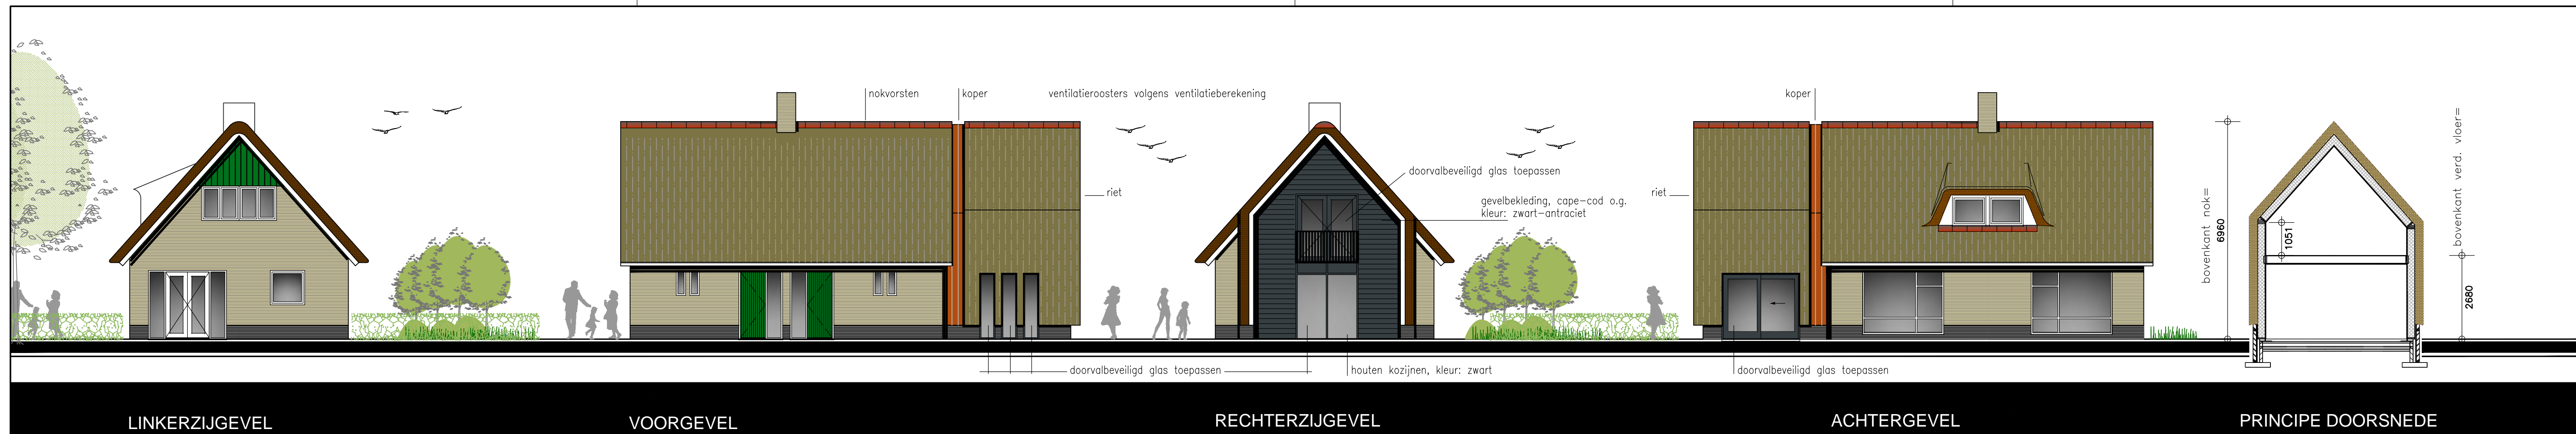 nokvorsten
koper
ventilatieroosters volgens ventilatieberekening
koper
doorvalbeveiligd glas toepassen
riet
gevelbekleding, cape-cod o.g.
kleur: zwart-antraciet
riet
bovenkant nok=
6960
1051
bovenkant verd. vloer=
2680
doorvalbeveiligd glas toepassen
houten kozijnen, kleur: zwart
doorvalbeveiligd glas toepassen
LINKERZIJGEVEL
VOORGEVEL
RECHTERZIJGEVEL
ACHTERGEVEL
PRINCIPE DOORSNEDE